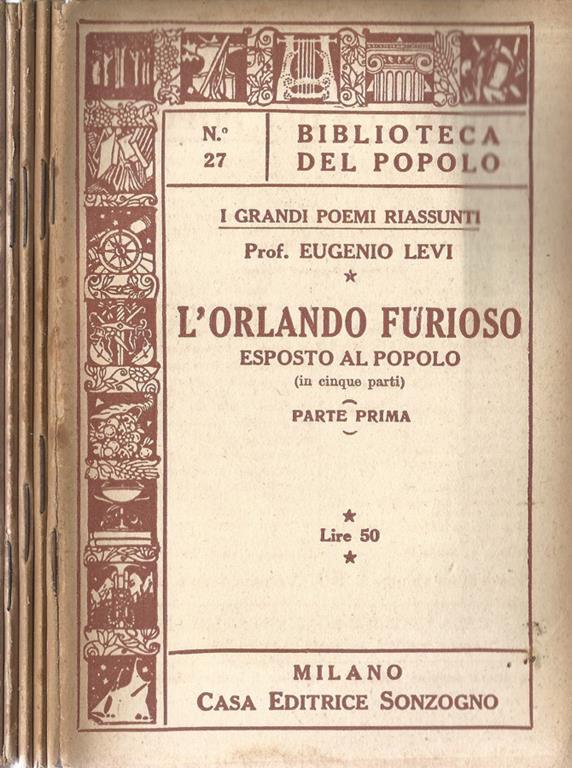 N.º
27
BIBLIOTECA
DEL POPOLO
I GRANDI POEMI RIASSUNTI
Prof. EUGENIO LEVI
L'ORLANDO FURIOSO
ESPOSTO AL POPOLO
(in cinque parti)
PARTE PRIMA
Lire 50
MILANO
CASA EDITRICE SONZOGNO